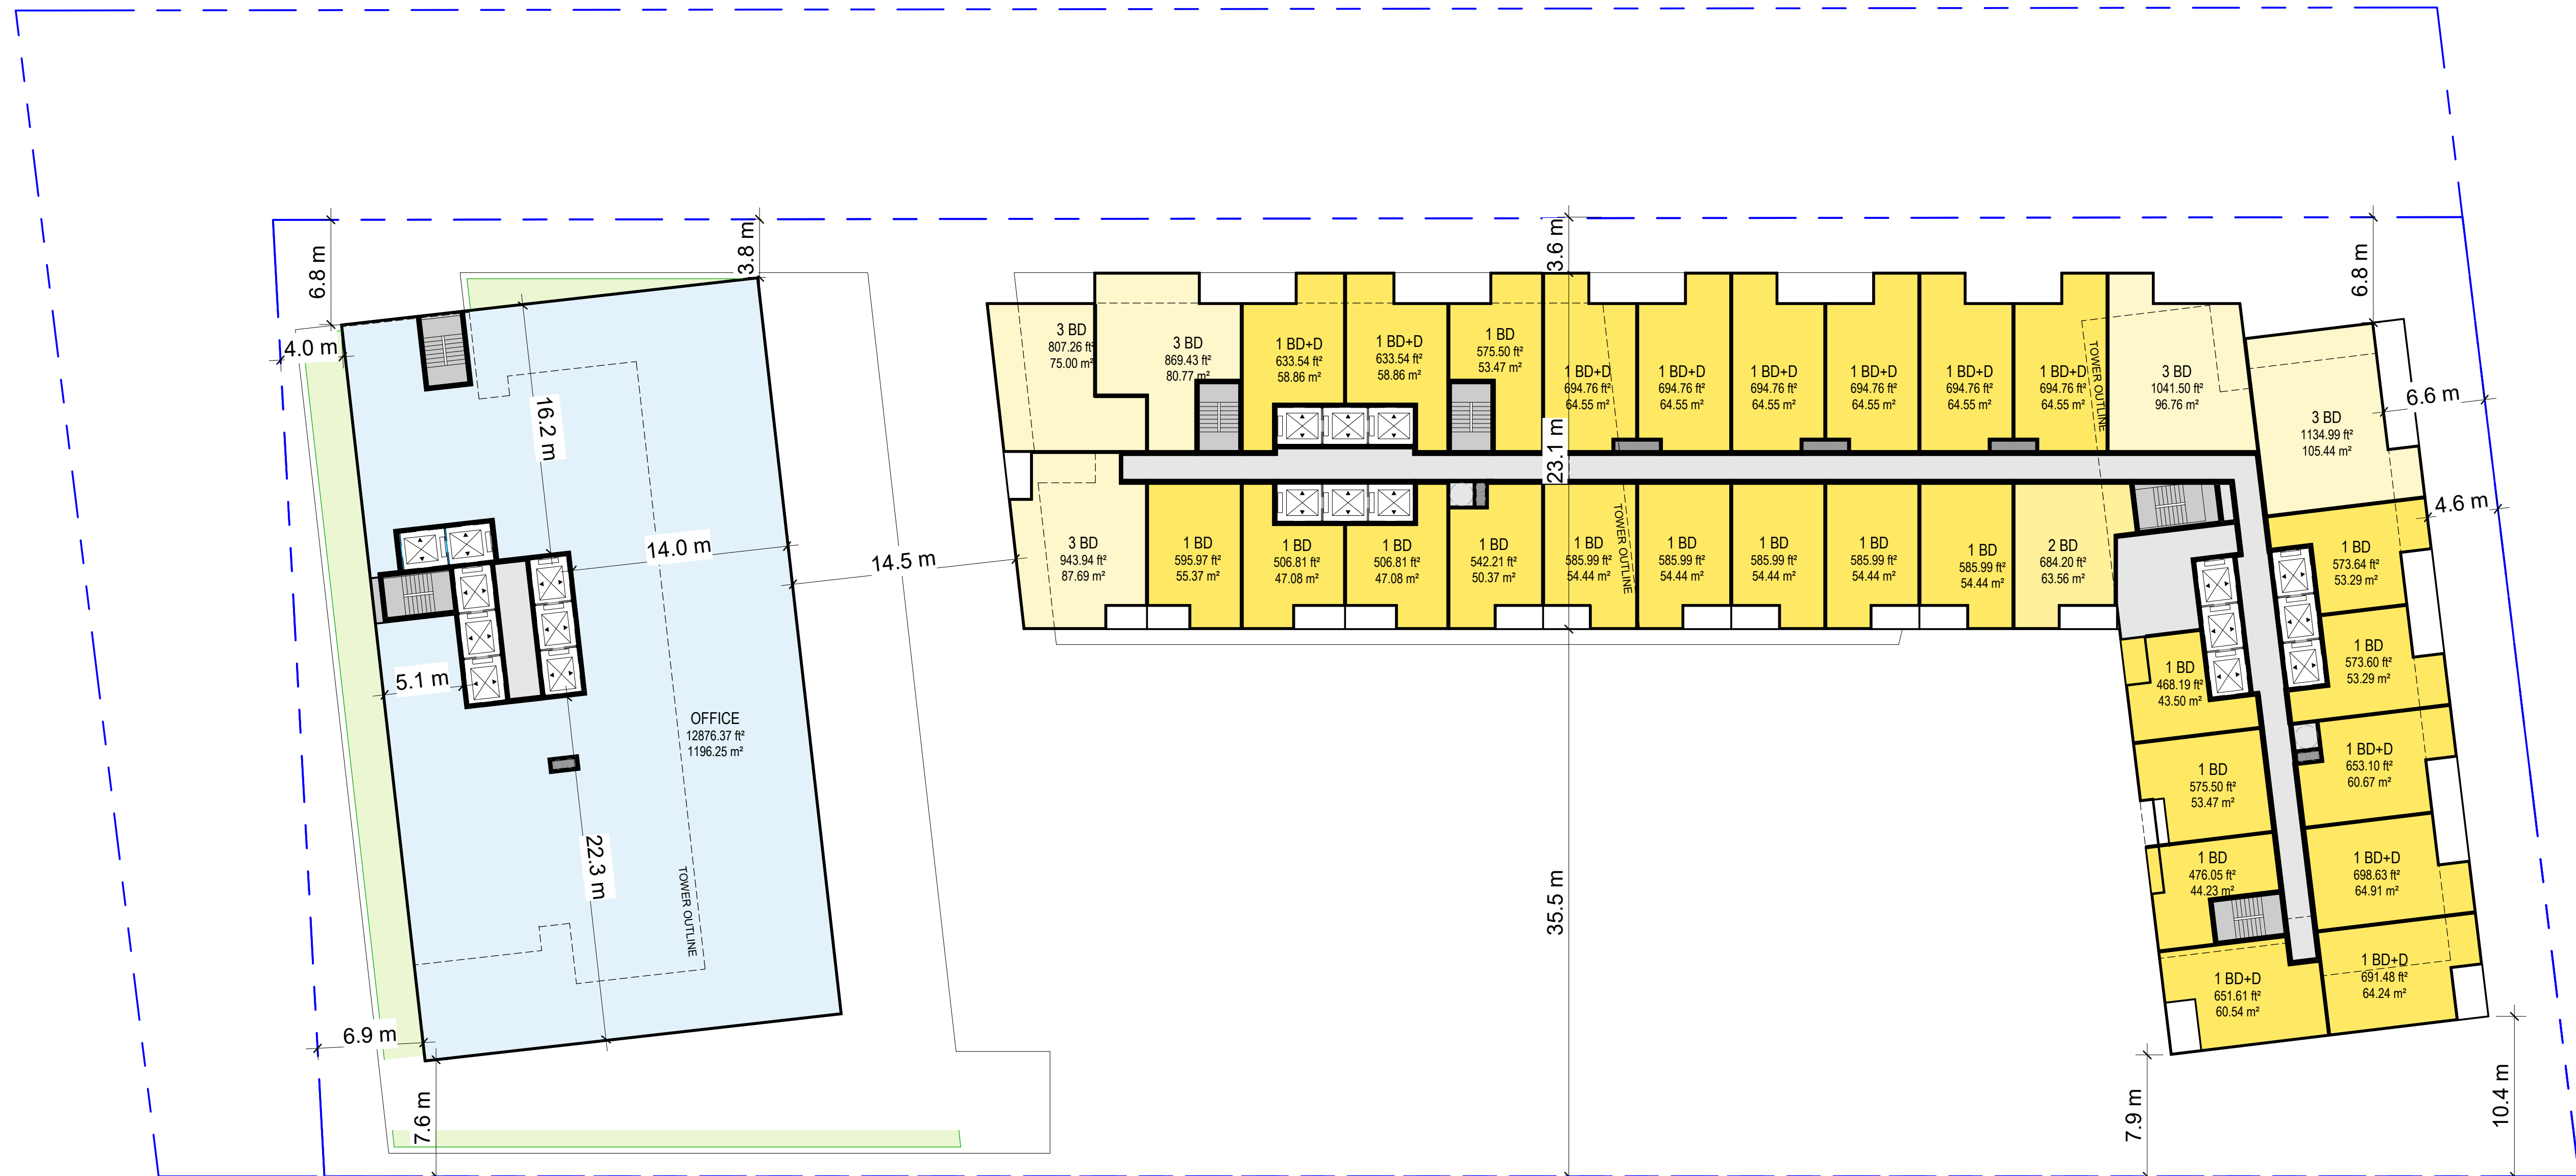 6.8 m
3.8 m
3.6 m
6.8 m
4.0 m
16.2 m
14.0 m
14.5 m
5.1 m
OFFICE
12876.37 ft²
1196.25 m²
22.3 m
TOWER OUTLINE
6.9 m
7.6 m
3 BD
807.26 ft²
75.00 m²
3 BD
869.43 ft²
80.77 m²
1 BD+D
633.54 ft²
58.86 m²
1 BD+D
633.54 ft²
58.86 m²
1 BD
575.50 ft²
53.47 m²
1 BD+D
694.76 ft²
64.55 m²
1 BD+D
694.76 ft²
64.55 m²
1 BD+D
694.76 ft²
64.55 m²
1 BD+D
694.76 ft²
64.55 m²
1 BD+D
694.76 ft²
64.55 m²
1 BD+D
694.76 ft²
64.55 m²
TOWER OUTLINE
3 BD
1041.50 ft²
96.76 m²
3 BD
1134.99 ft²
105.44 m²
6.6 m
4.6 m
23.1 m
3 BD
943.94 ft²
87.69 m²
1 BD
595.97 ft²
55.37 m²
1 BD
506.81 ft²
47.08 m²
1 BD
506.81 ft²
47.08 m²
1 BD
542.21 ft²
50.37 m²
1 BD
585.99 ft²
54.44 m²
TOWER OUTLINE
1 BD
585.99 ft²
54.44 m²
1 BD
585.99 ft²
54.44 m²
1 BD
585.99 ft²
54.44 m²
1 BD
585.99 ft²
54.44 m²
2 BD
684.20 ft²
63.56 m²
1 BD
573.64 ft²
53.29 m²
1 BD
573.60 ft²
53.29 m²
1 BD
468.19 ft²
43.50 m²
1 BD+D
653.10 ft²
60.67 m²
1 BD
575.50 ft²
53.47 m²
1 BD
476.05 ft²
44.23 m²
1 BD+D
698.63 ft²
64.91 m²
1 BD+D
651.61 ft²
60.54 m²
1 BD+D
691.48 ft²
64.24 m²
35.5 m
7.9 m
10.4 m